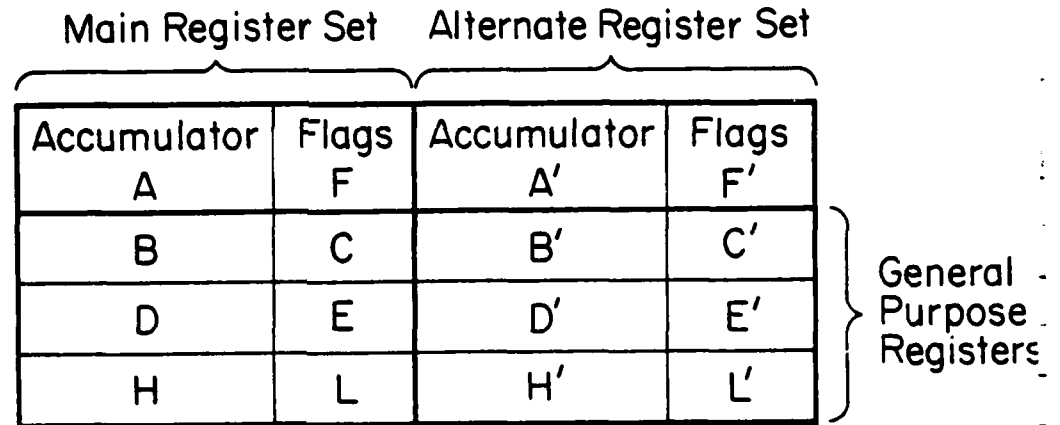 Main Register Set Alternate Register Set
Accumulator Flags Accumulator Flags
A F A′ F′
B C B′ C′
D E D′ E′
H L H′ L′
General
Purpose
Registers